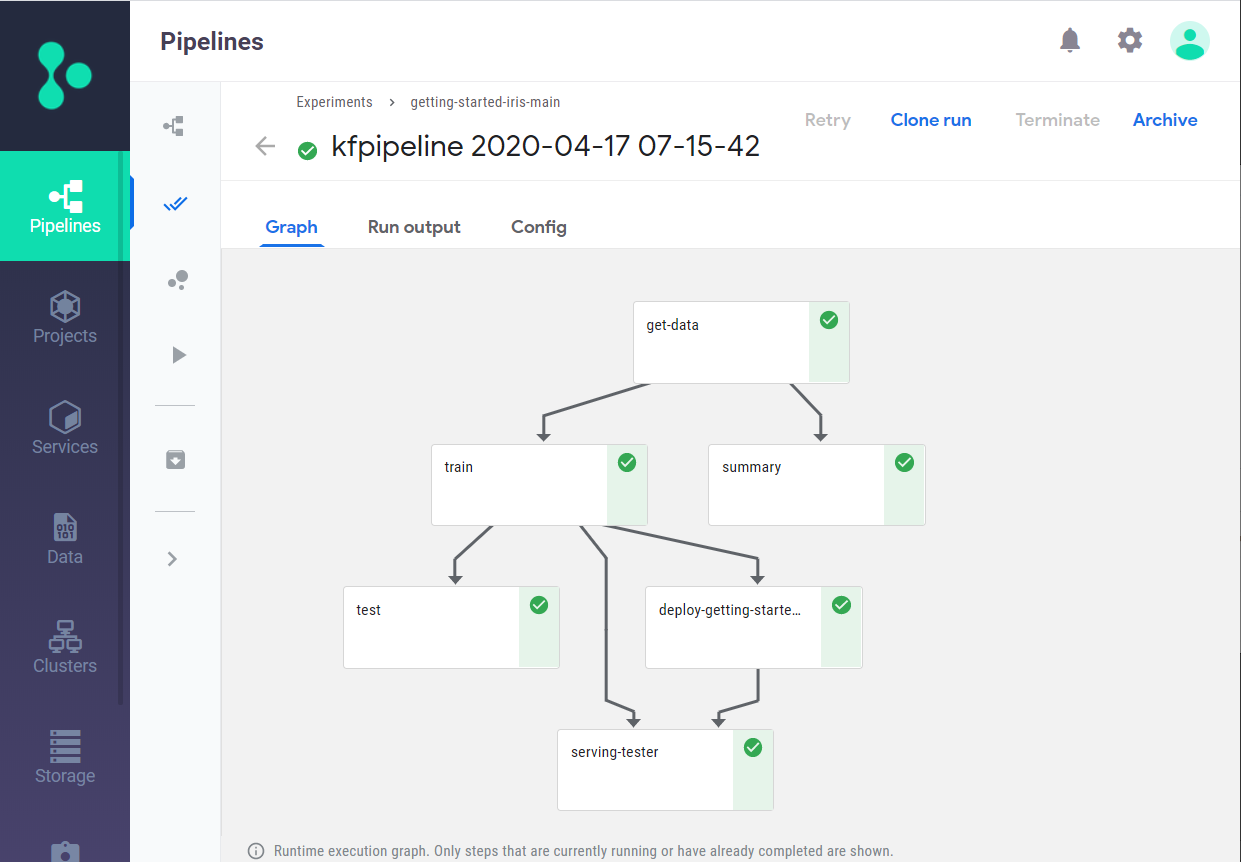 Pipelines
Experiments > getting-started-iris-main
kfpipeline 2020-04-17 07-15-42
Retry
Clone run
Terminate
Archive
Graph
Run output
Config
Pipelines
Projects
Services
010
101
Data
Clusters
Storage
get-data
train
summary
test
deploy-getting-starte...
serving-tester
Runtime execution graph. Only steps that are currently running or have already completed are shown.